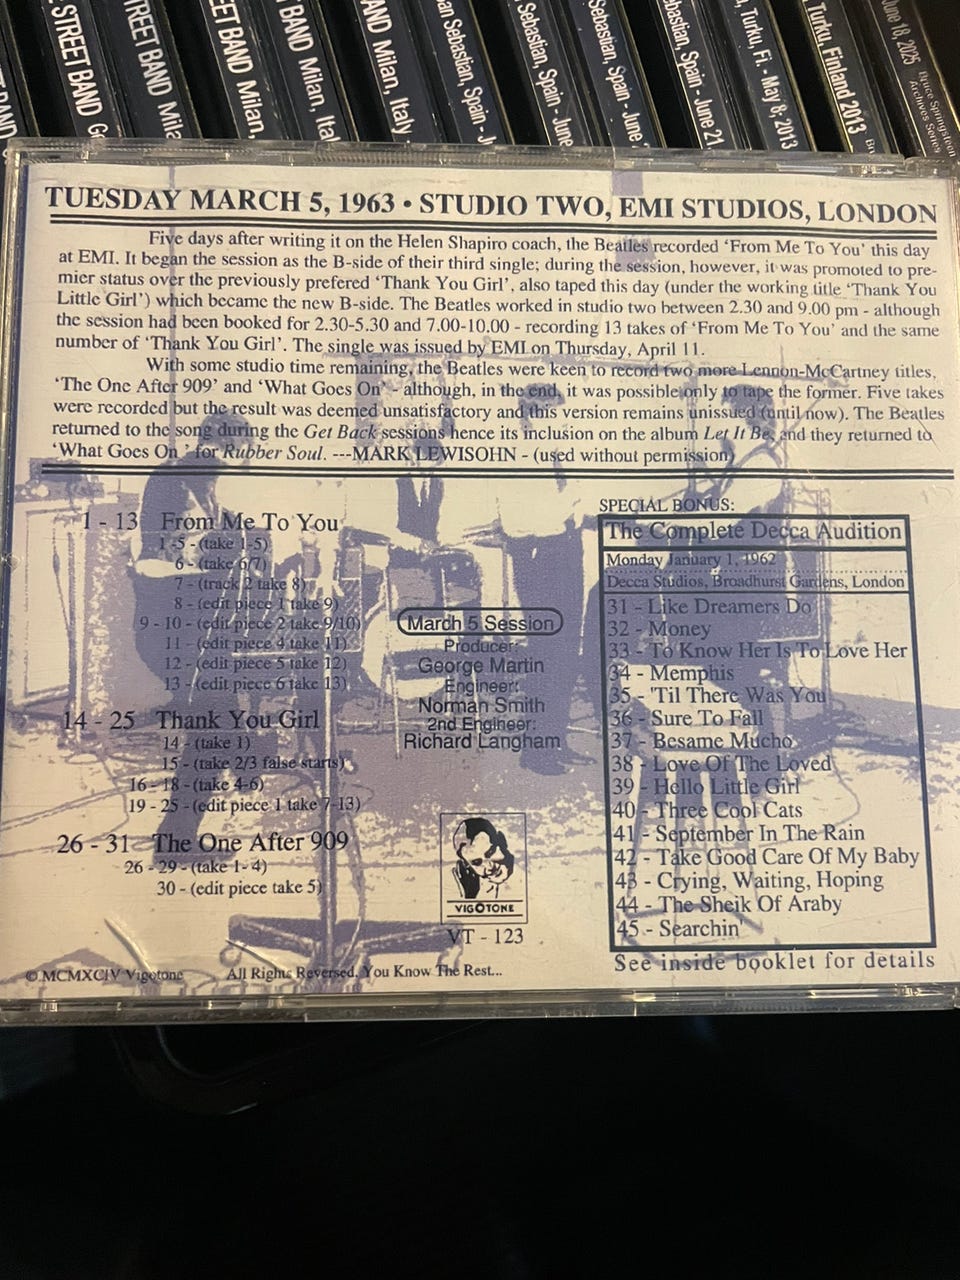 STREET BAND G
STREET BAND Mila
STREET BAND Milan.
BAND Milan, Ital
BAND Milan, Italy
an Sebastian, Spain - J
Sebastian, Spain - June
Sebastian, Spain - June
ebastian, Spain - June 21
, Turku, Fi. - May 8, 2013
Turku, Finland 2013
June 8, 2025
Bruce Springsteen
Archives Series
TUESDAY MARCH 5, 1963 • STUDIO TWO, EMI STUDIOS, LONDON
Five days after writing it on the Helen Shapiro coach, the Beatles recorded ‘From Me To You’ this day
at EMI. It began the session as the B-side of their third single; during the session, however, it was promoted to pre-
mier status over the previously prefered ‘Thank You Girl’, also taped this day (under the working title ‘Thank You
Little Girl’) which became the new B-side. The Beatles worked in studio two between 2.30 and 9.00 pm - although
the session had been booked for 2.30-5.30 and 7.00-10.00 - recording 13 takes of ‘From Me To You’ and the same
number of ‘Thank You Girl’. The single was issued by EMI on Thursday, April 11.
With some studio time remaining, the Beatles were keen to record two more Lennon-McCartney titles,
‘The One After 909’ and ‘What Goes On’ - although, in the end, it was possible only to tape the former. Five takes
were recorded but the result was deemed unsatisfactory and this version remains unissued (until now). The Beatles
returned to the song during the Get Back sessions hence its inclusion on the album Let It Be, and they returned to
‘What Goes On ’ for Rubber Soul. ---MARK LEWISOHN - (used without permission)
1 - 13 From Me To You
1 -5 - (take 1-5)
6 - (take 6/7)
7 - (track 2 take 8)
8 - (edit piece 1 take 9)
9 - 10 - (edit piece 2 take 9/10)
11 - (edit piece 4 take 11)
12 - (edit piece 5 take 12)
13 - (edit piece 6 take 13)
14 - 25 Thank You Girl
14 - (take 1)
15 - (take 2/3 false starts)
16 - 18 - (take 4-6)
19 - 25 - (edit piece 1 take 7-13)
26 - 31 The One After 909
26 - 29 - (take 1- 4)
30 - (edit piece take 5)
March 5 Session
Producer:
George Martin
Engineer:
Norman Smith
2nd Engineer:
Richard Langham
VIGOTONE
VT - 123
SPECIAL BONUS:
The Complete Decca Audition
Monday January 1, 1962
Decca Studios, Broadhurst Gardens, London
31 - Like Dreamers Do
32 - Money
33 - To Know Her Is To Love Her
34 - Memphis
35 - 'Til There Was You
36 - Sure To Fall
37 - Besame Mucho
38 - Love Of The Loved
39 - Hello Little Girl
40 - Three Cool Cats
41 - September In The Rain
42 - Take Good Care Of My Baby
43 - Crying, Waiting, Hoping
44 - The Sheik Of Araby
45 - Searchin'
See inside booklet for details
© MCMXCIV Vigotone
All Rights Reversed, You Know The Rest...